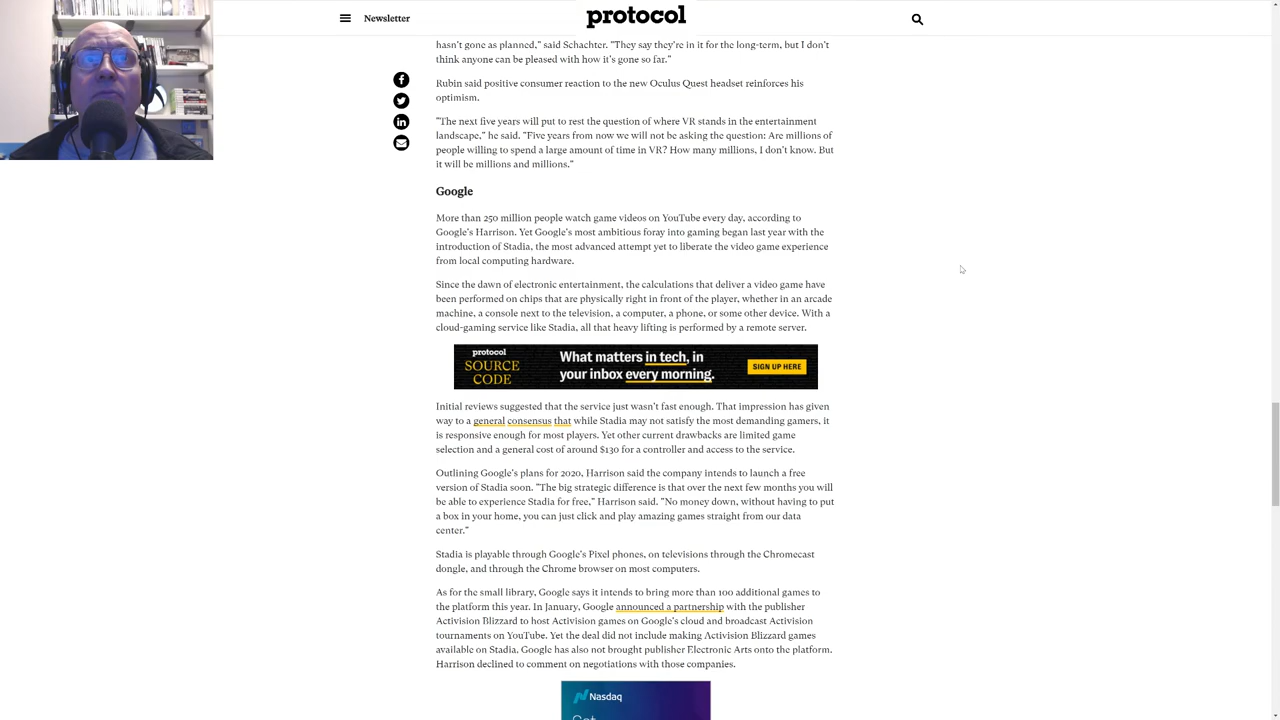 Newsletter
protocol
hasn't gone as planned," said Schachter. "They say they're in it for the long-term, but I don't
think anyone can be pleased with how it's gone so far."
Rubin said positive consumer reaction to the new Oculus Quest headset reinforces his
optimism.
"The next five years will put to rest the question of where VR stands in the entertainment
landscape," he said. "Five years from now we will not be asking the question: Are millions of
people willing to spend a large amount of time in VR? How many millions, I don't know. But
it will be millions and millions."
Google
More than 250 million people watch game videos on YouTube every day, according to
Google's Harrison. Yet Google's most ambitious foray into gaming began last year with the
introduction of Stadia, the most advanced attempt yet to liberate the video game experience
from local computing hardware.
Since the dawn of electronic entertainment, the calculations that deliver a video game have
been performed on chips that are physically right in front of the player, whether in an arcade
machine, a console next to the television, a computer, a phone, or some other device. With a
cloud-gaming service like Stadia, all that heavy lifting is performed by a remote server.
protocol
SOURCE
CODE
What matters in tech, in
your inbox every morning.
SIGN UP HERE
Initial reviews suggested that the service just wasn't fast enough. That impression has given
way to a general consensus that while Stadia may not satisfy the most demanding gamers, it
is responsive enough for most players. Yet other current drawbacks are limited game
selection and a general cost of around $130 for a controller and access to the service.
Outlining Google's plans for 2020, Harrison said the company intends to launch a free
version of Stadia soon. "The big strategic difference is that over the next few months you will
be able to experience Stadia for free," Harrison said. "No money down, without having to put
a box in your home, you can just click and play amazing games straight from our data
center."
Stadia is playable through Google's Pixel phones, on televisions through the Chromecast
dongle, and through the Chrome browser on most computers.
As for the small library, Google says it intends to bring more than 100 additional games to
the platform this year. In January, Google announced a partnership with the publisher
Activision Blizzard to host Activision games on Google's cloud and broadcast Activision
tournaments on YouTube. Yet the deal did not include making Activision Blizzard games
available on Stadia. Google has also not brought publisher Electronic Arts onto the platform.
Harrison declined to comment on negotiations with those companies.
Nasdaq